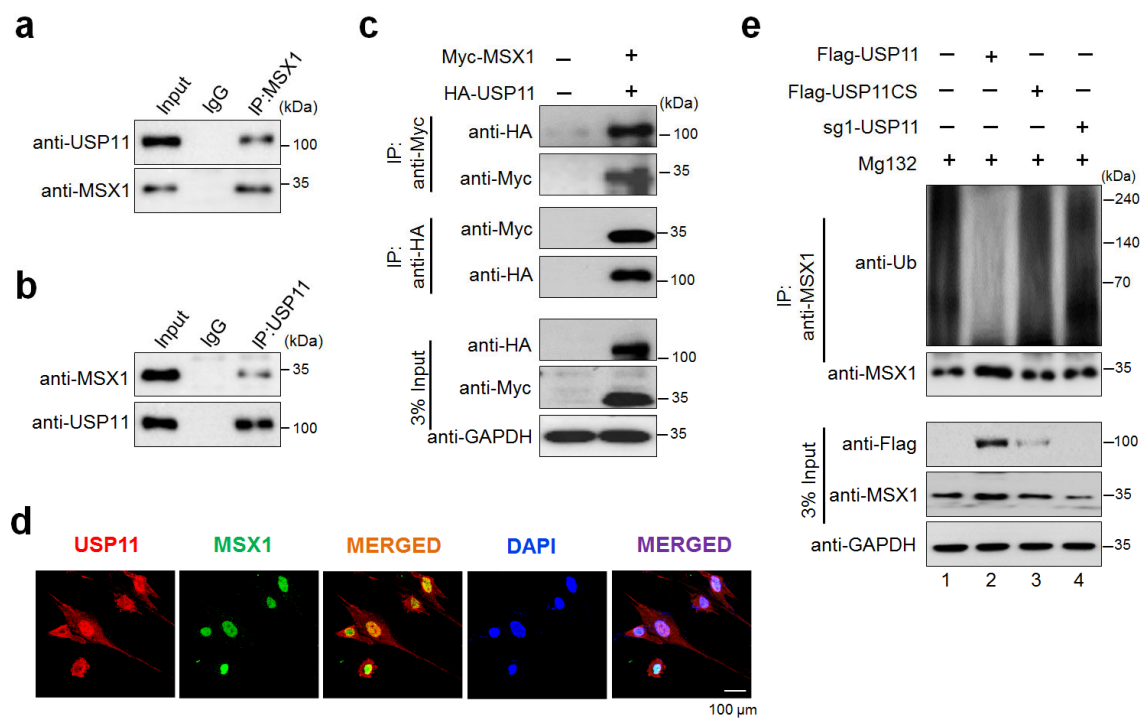 a
Input IgG IP:MSX1 (kDa)
anti-USP11 100
anti-MSX1 35
b
Input IgG IP:USP11 (kDa)
anti-MSX1 35
anti-USP11 100
c
Myc-MSX1 – +
HA-USP11 – +
(kDa)
IP: anti-Myc
anti-HA 100
anti-Myc 35
IP: anti-HA
anti-Myc 35
anti-HA 100
3% Input
anti-HA 100
anti-Myc 35
anti-GAPDH 35
d
USP11 MSX1 MERGED DAPI MERGED
100 µm
e
Flag-USP11 – + – –
Flag-USP11CS – – + –
sg1-USP11 – – – +
Mg132 + + + +
(kDa)
IP: anti-MSX1
240
140
anti-Ub
70
anti-MSX1 35
3% Input
anti-Flag 100
anti-MSX1 35
anti-GAPDH 35
1 2 3 4